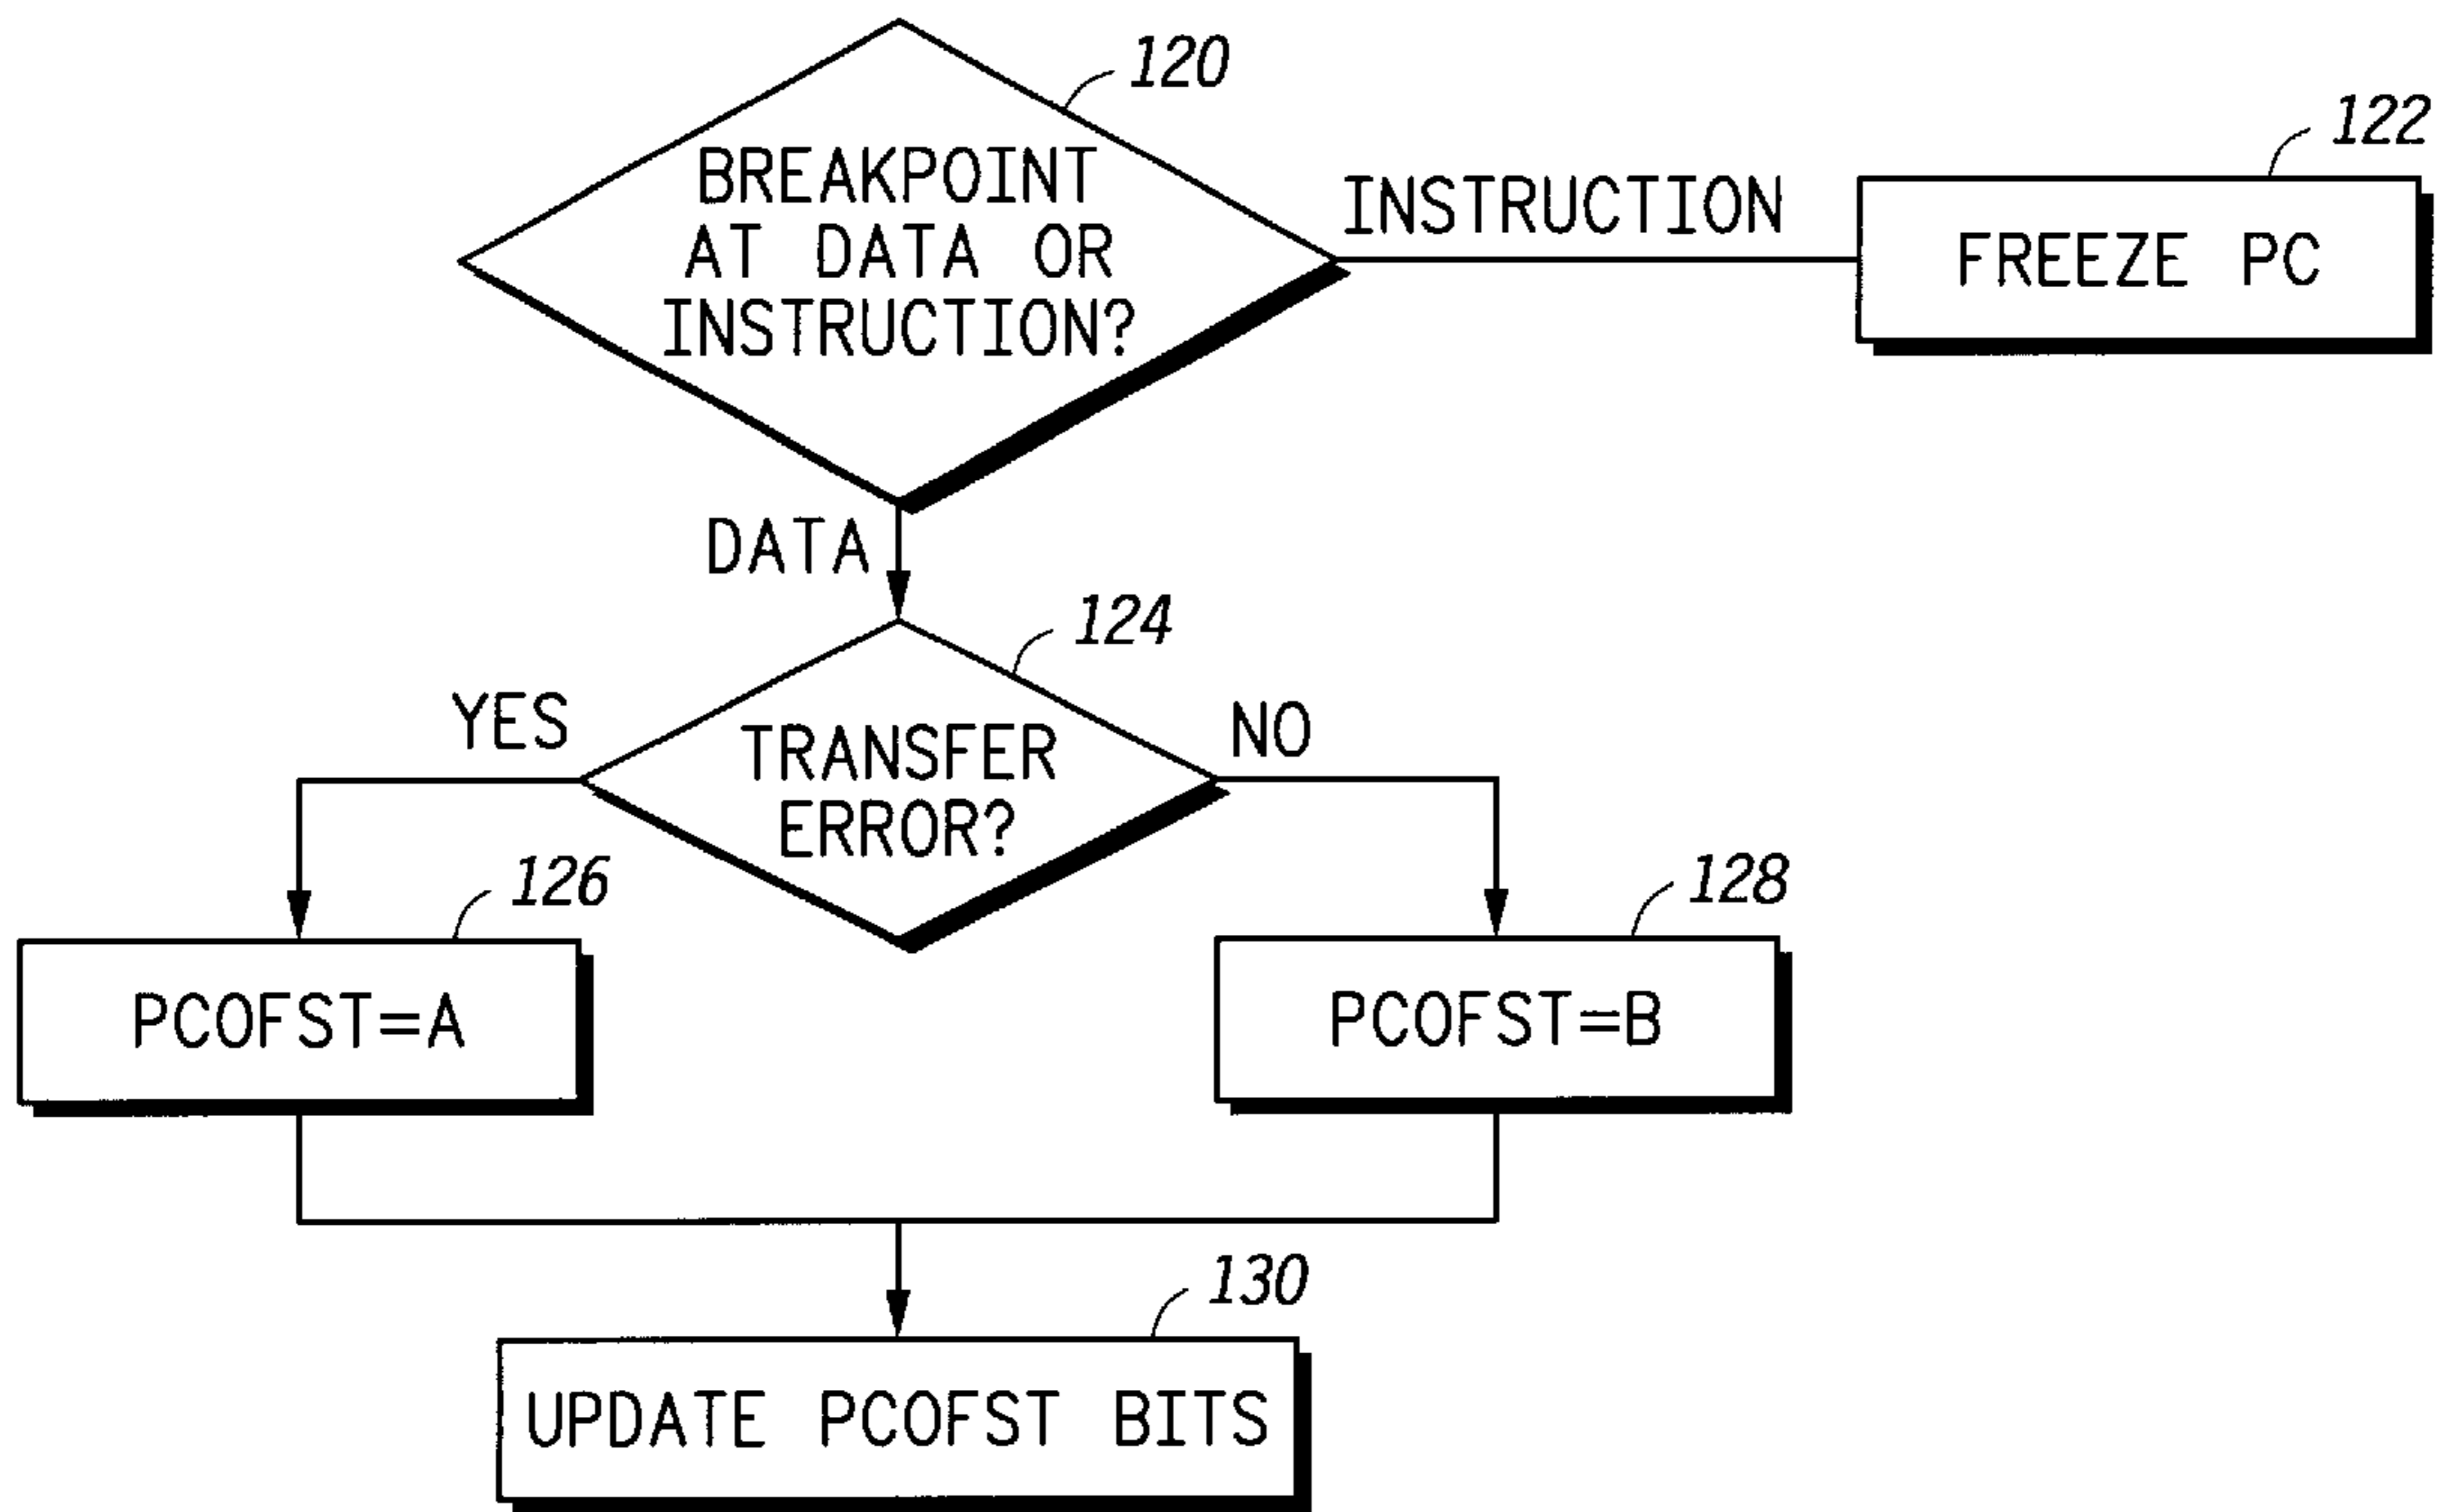 120
BREAKPOINT
AT DATA OR
INSTRUCTION?
INSTRUCTION
122
FREEZE PC
DATA
124
TRANSFER
ERROR?
YES
NO
126
PCOFST=A
128
PCOFST=B
130
UPDATE PCOFST BITS